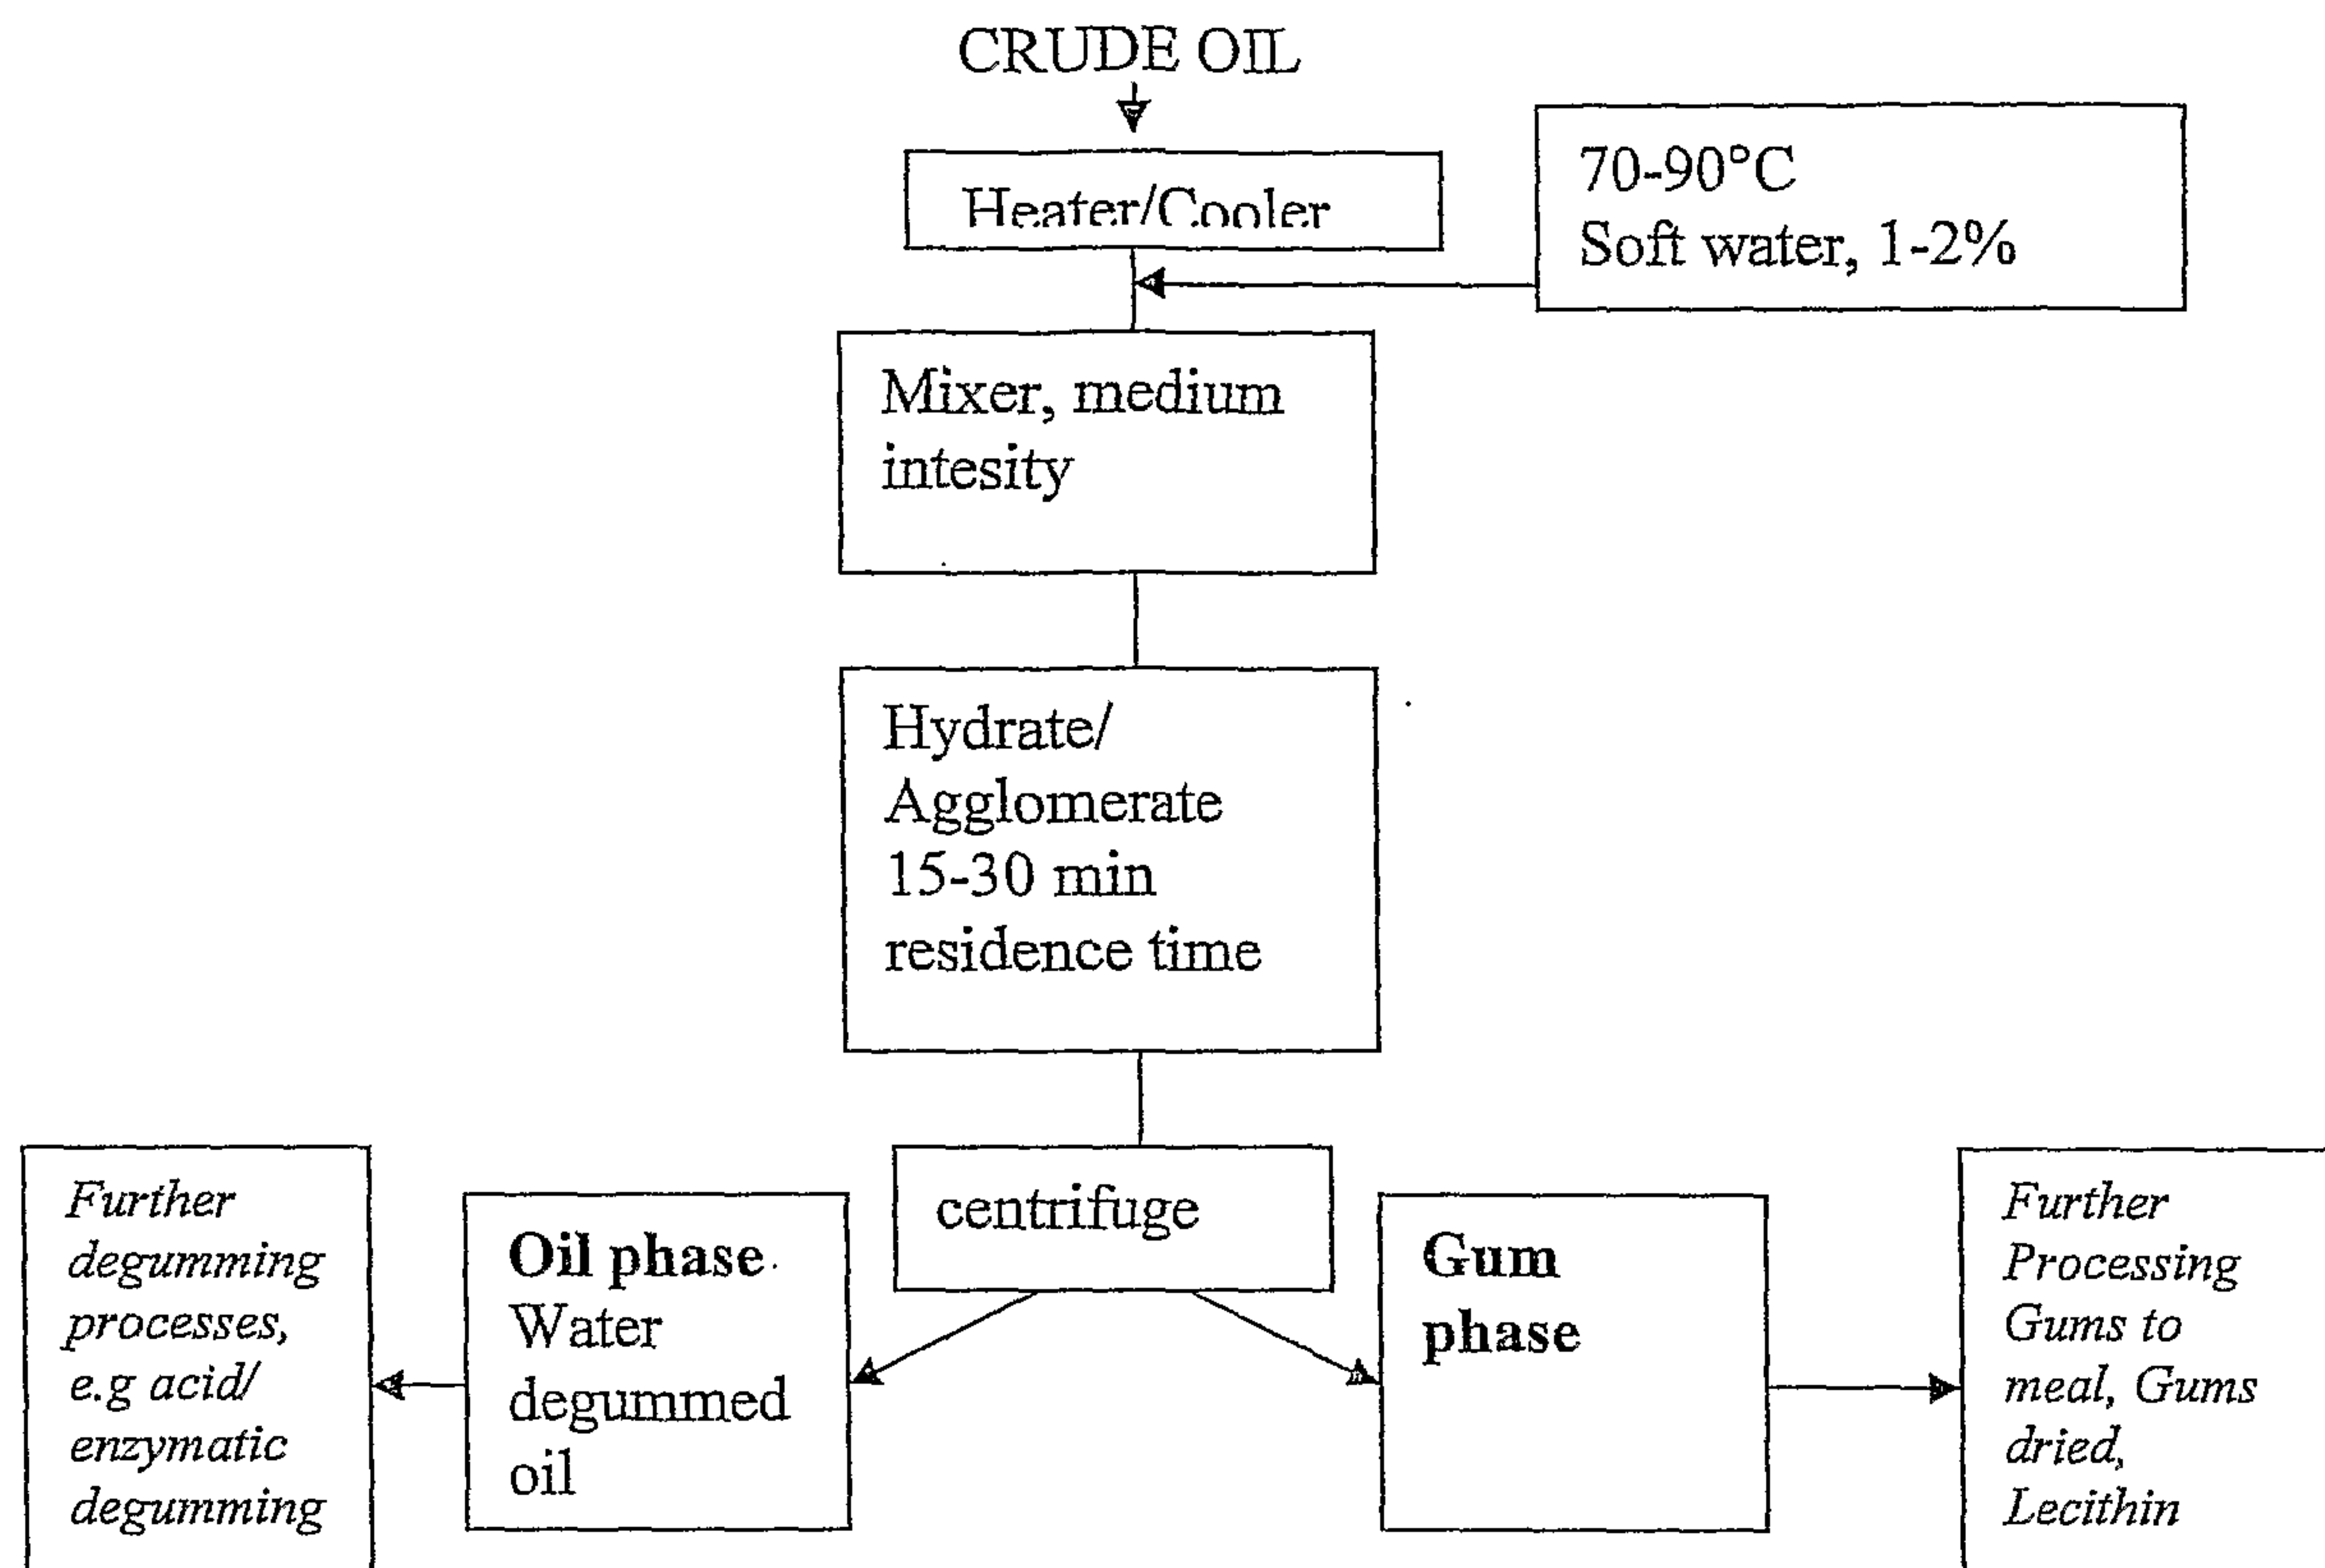 CRUDE OIL
Heater/Cooler
70-90°C
Soft water, 1-2%
Mixer, medium
intesity
Hydrate/
Agglomerate
15-30 min
residence time
centrifuge
Oil phase
Water
degummed
oil
Gum
phase
Further
degumming
processes,
e.g acid/
enzymatic
degumming
Further
Processing
Gums to
meal, Gums
dried,
Lecithin